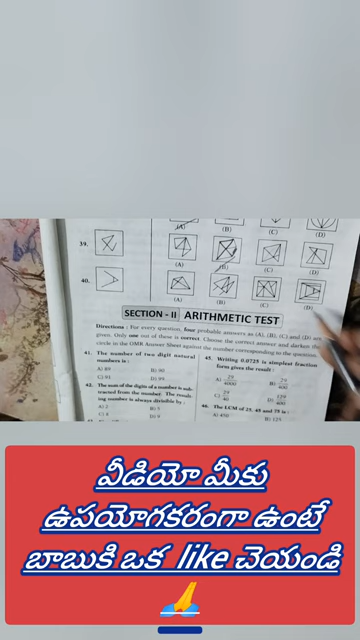 (A) (B) (C) (D)
39.
(A) (B) (C) (D)
40.
(A) (B) (C) (D)
SECTION - II ARITHMETIC TEST
Directions : For every question, four probable answers as (A), (B), (C) and (D) are
given. Only one out of these is correct. Choose the correct answer and darken the
circle in the OMR Answer Sheet against the number corresponding to the question.
41. The number of two digit natural
numbers is :
A) 89 B) 90
C) 91 D) 99
42. The sum of the digits of a number is sub-
tracted from the number. The result-
ing number is always divisible by :
A) 2 B) 5
C) 8 D) 9
45. Writing 0.0725 is simplest fraction
form gives the result :
A) 29/4000 B) 29/400
C) 29/40 D) 129/400
46. The LCM of 25, 45 and 75 is :
A) 450 B) 125
వీడియో మీకు
ఉపయోగకరంగా ఉంటే
బాబుకి ఒక like చెయండి
🙏